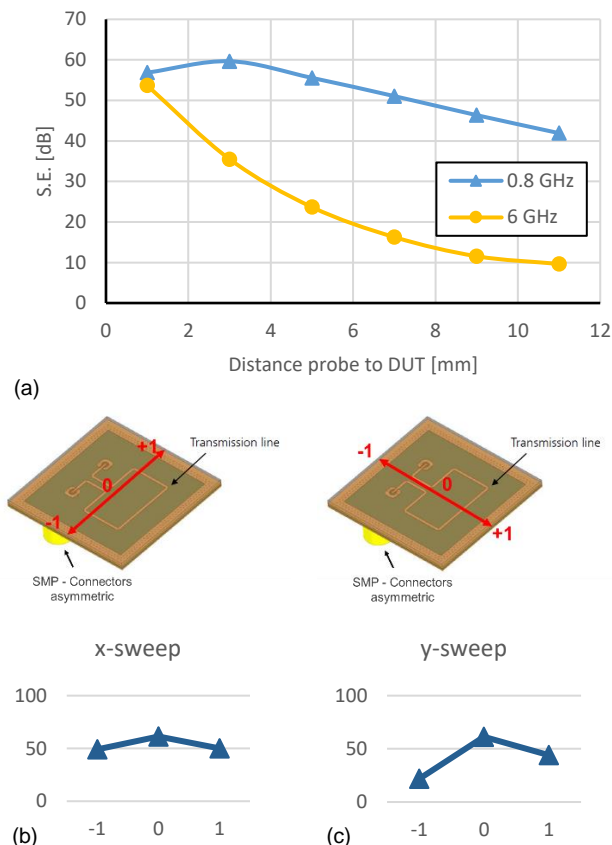 70
60
50
40
30
20
10
0
S.E. [dB]
0.8 GHz
6 GHz
0 2 4 6 8 10 12
Distance probe to DUT [mm]
(a)
+1
Transmission line
0
-1
SMP - Connectors
asymmetric
-1
Transmission line
0
+1
SMP - Connectors
asymmetric
x-sweep
100
50
0
-1 0 1
(b)
y-sweep
100
50
0
-1 0 1
(c)